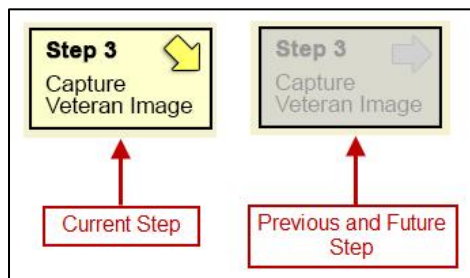 Step 3
Capture
Veteran Image
Step 3
Capture
Veteran Image
Current Step
Previous and Future
Step